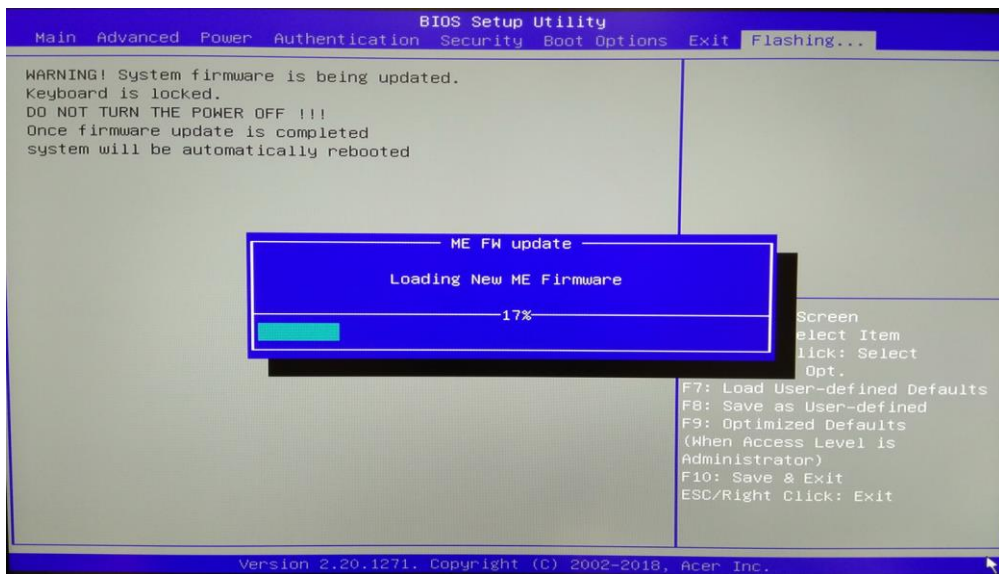 BIOS Setup Utility
Main Advanced Power Authentication Security Boot Options Exit Flashing...
WARNING! System firmware is being updated.
Keyboard is locked.
DO NOT TURN THE POWER OFF !!!
Once firmware update is completed
system will be automatically rebooted
ME FW update
Loading New ME Firmware
17%
Screen
elect Item
lick: Select
Opt.
F7: Load User-defined Defaults
F8: Save as User-defined
F9: Optimized Defaults
(When Access Level is
Administrator)
F10: Save & Exit
ESC/Right Click: Exit
Version 2.20.1271. Copyright (C) 2002-2018, Acer Inc.